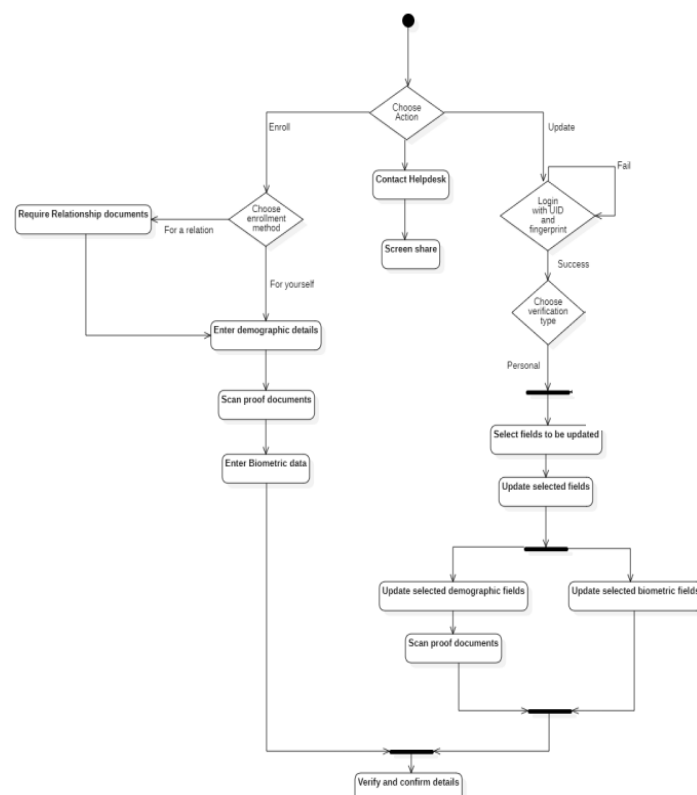 Choose
Action
Enroll
Update
Contact Helpdesk
Fail
Login
with UID
and
fingerprint
Require Relationship documents
Choose
enrollment
method
For a relation
Screen share
Success
For yourself
Choose
verification
type
Enter demographic details
Personal
Scan proof documents
Select fields to be updated
Enter Biometric data
Update selected fields
Update selected demographic fields
Update selected biometric fields
Scan proof documents
Verify and confirm details